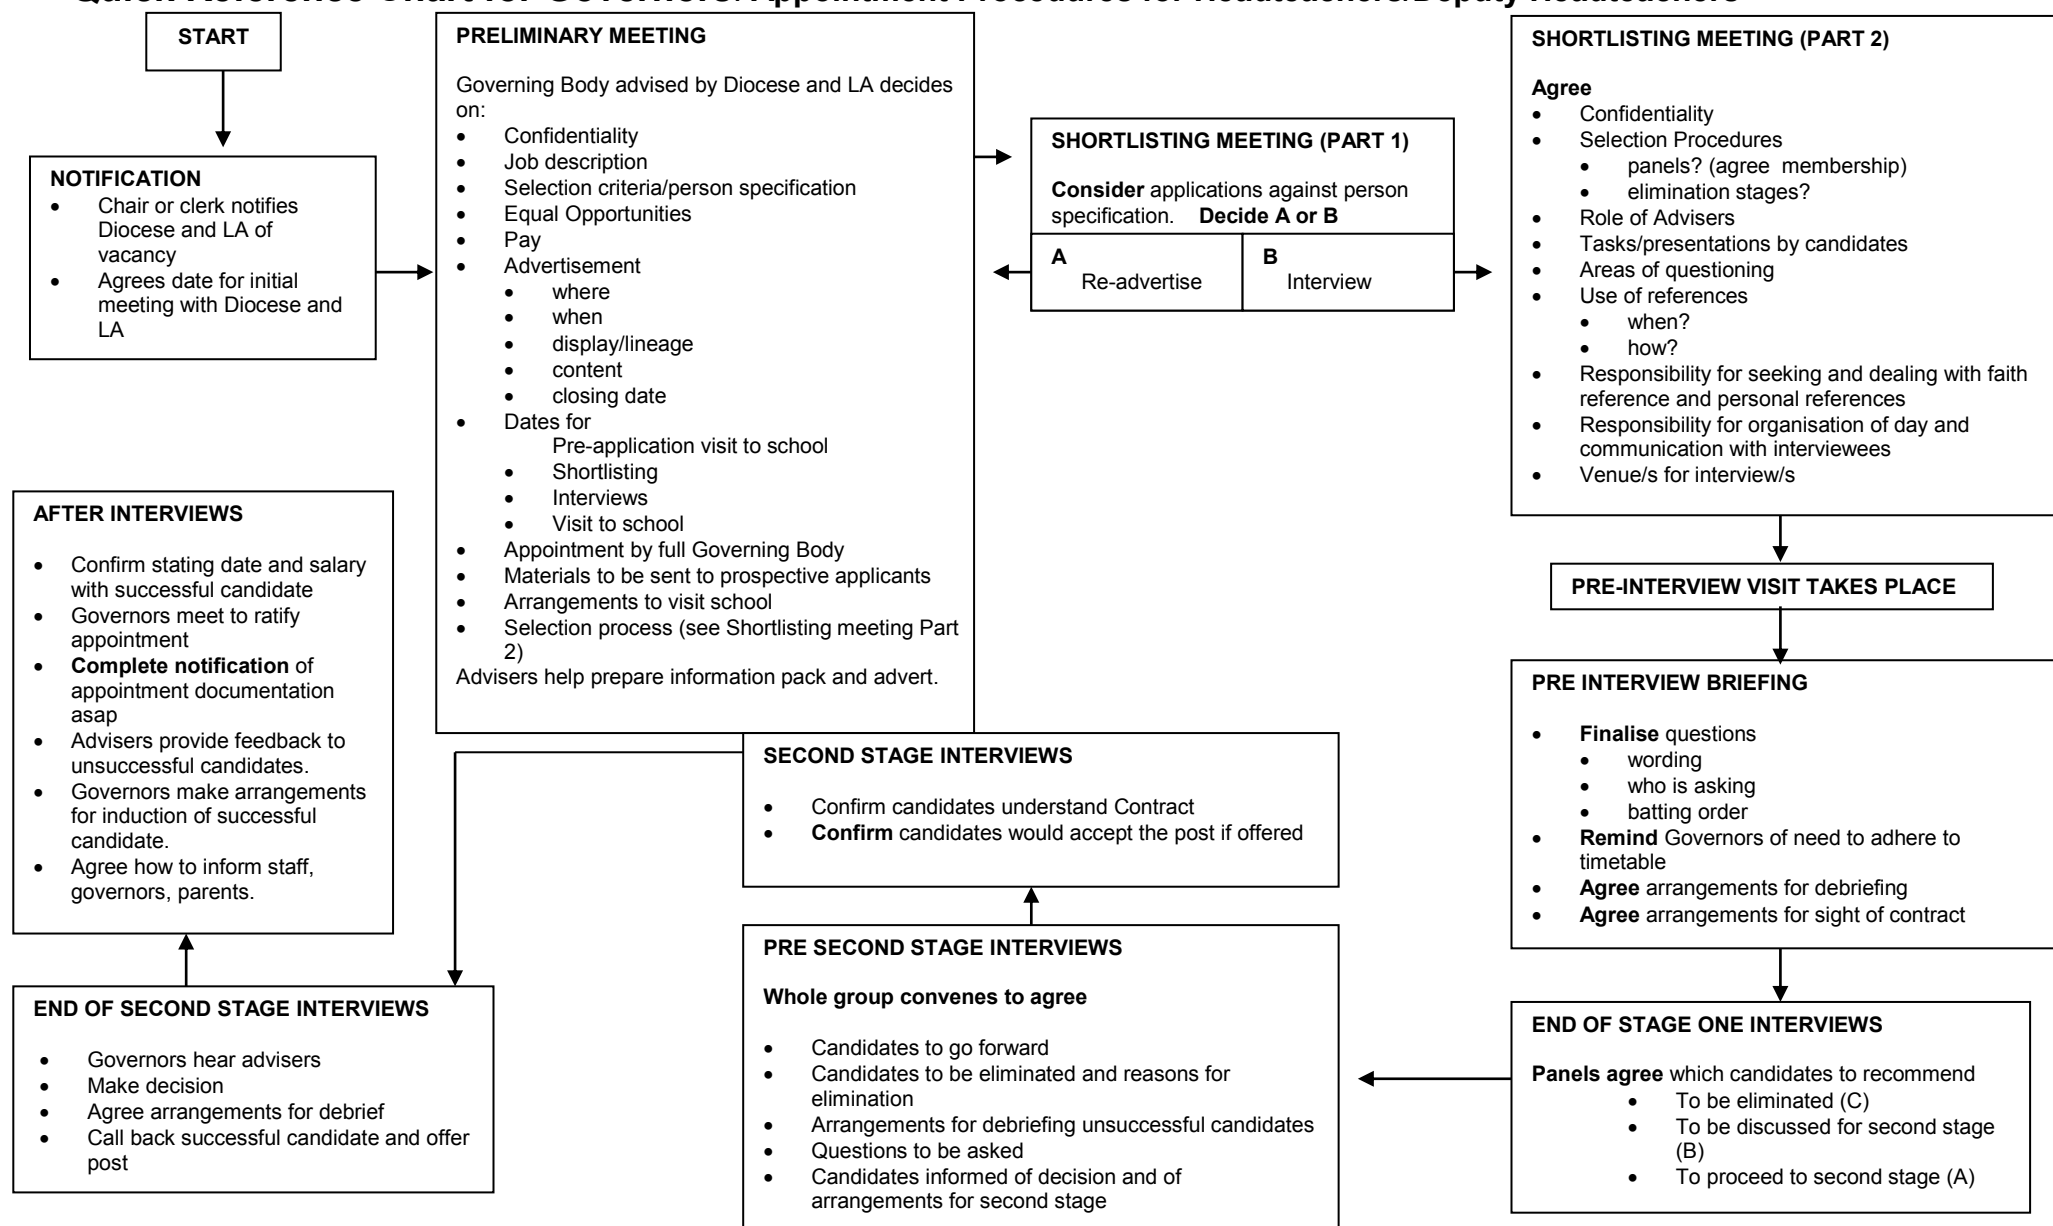 Quick Reference Chart for Governors: Appointment Procedures for Headteachers/Deputy Headteachers
START
NOTIFICATION
• Chair or clerk notifies
Diocese and LA of
vacancy
• Agrees date for initial
meeting with Diocese and
LA
PRELIMINARY MEETING
Governing Body advised by Diocese and LA decides
on:
• Confidentiality
• Job description
• Selection criteria/person specification
• Equal Opportunities
• Pay
• Advertisement
• where
• when
• display/lineage
• content
• closing date
• Dates for
Pre-application visit to school
• Shortlisting
• Interviews
• Visit to school
• Appointment by full Governing Body
• Materials to be sent to prospective applicants
• Arrangements to visit school
• Selection process (see Shortlisting meeting Part
2)
Advisers help prepare information pack and advert.
SHORTLISTING MEETING (PART 1)
Consider applications against person
specification. Decide A or B
A
Re-advertise
B
Interview
SHORTLISTING MEETING (PART 2)
Agree
• Confidentiality
• Selection Procedures
• panels? (agree membership)
• elimination stages?
• Role of Advisers
• Tasks/presentations by candidates
• Areas of questioning
• Use of references
• when?
• how?
• Responsibility for seeking and dealing with faith
reference and personal references
• Responsibility for organisation of day and
communication with interviewees
• Venue/s for interview/s
PRE-INTERVIEW VISIT TAKES PLACE
PRE INTERVIEW BRIEFING
• Finalise questions
• wording
• who is asking
• batting order
• Remind Governors of need to adhere to
timetable
• Agree arrangements for debriefing
• Agree arrangements for sight of contract
END OF STAGE ONE INTERVIEWS
Panels agree which candidates to recommend
• To be eliminated (C)
• To be discussed for second stage
(B)
• To proceed to second stage (A)
PRE SECOND STAGE INTERVIEWS
Whole group convenes to agree
• Candidates to go forward
• Candidates to be eliminated and reasons for
elimination
• Arrangements for debriefing unsuccessful candidates
• Questions to be asked
• Candidates informed of decision and of
arrangements for second stage
SECOND STAGE INTERVIEWS
• Confirm candidates understand Contract
• Confirm candidates would accept the post if offered
END OF SECOND STAGE INTERVIEWS
• Governors hear advisers
• Make decision
• Agree arrangements for debrief
• Call back successful candidate and offer
post
AFTER INTERVIEWS
• Confirm stating date and salary
with successful candidate
• Governors meet to ratify
appointment
• Complete notification of
appointment documentation
asap
• Advisers provide feedback to
unsuccessful candidates.
• Governors make arrangements
for induction of successful
candidate.
• Agree how to inform staff,
governors, parents.